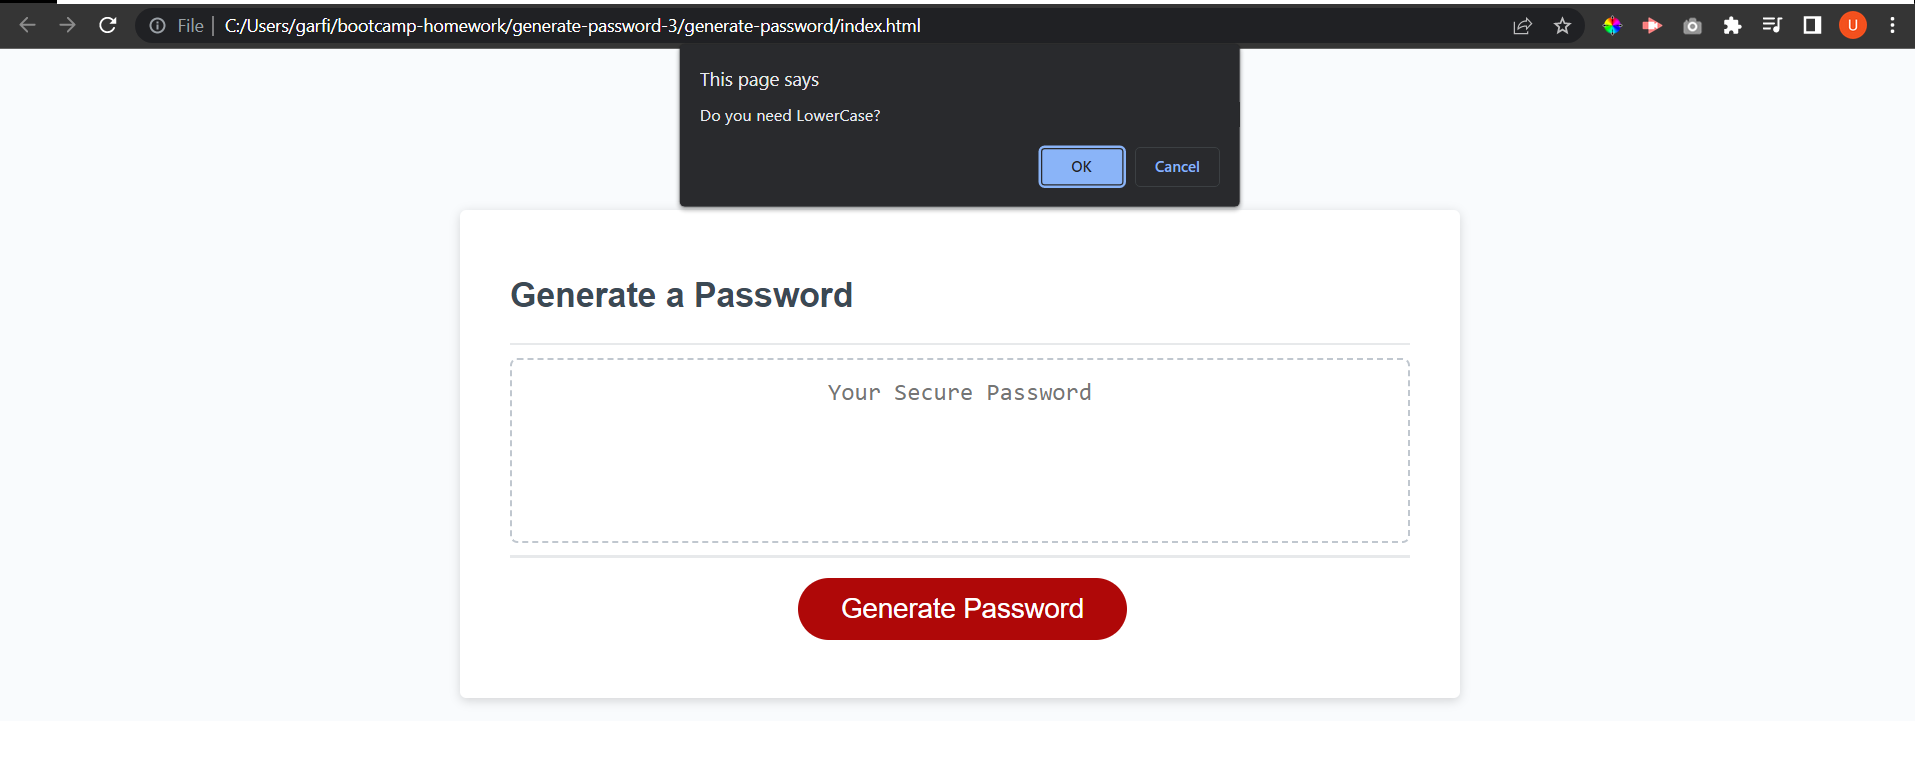 File | C:/Users/garfi/bootcamp-homework/generate-password-3/generate-password/index.html
U
This page says
Do you need LowerCase?
OK Cancel
Generate a Password
Your Secure Password
Generate Password